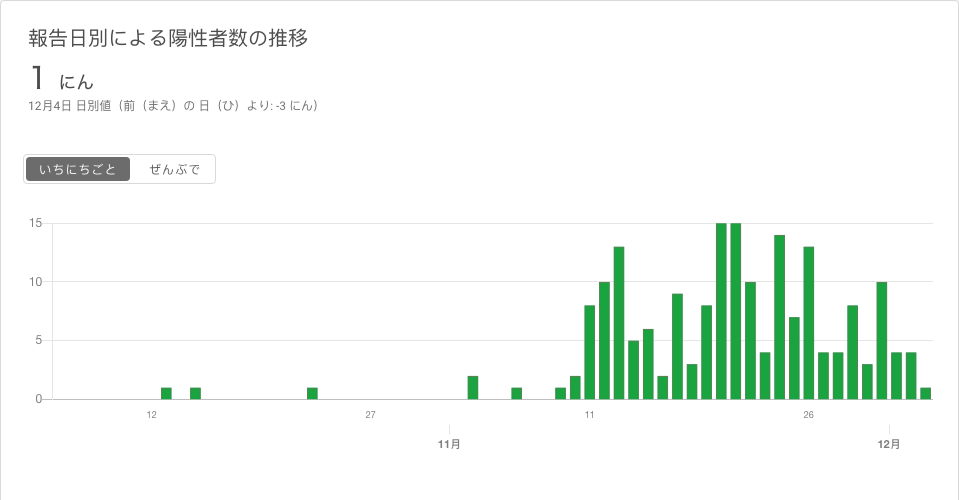 報告日別による陽性者数の推移
1 にん
12月4日 日別値（前（まえ）の 日（ひ）より: -3 にん）
いちにちごと ぜんぶで
15
10
5
0
12 27 11 26
11月 12月